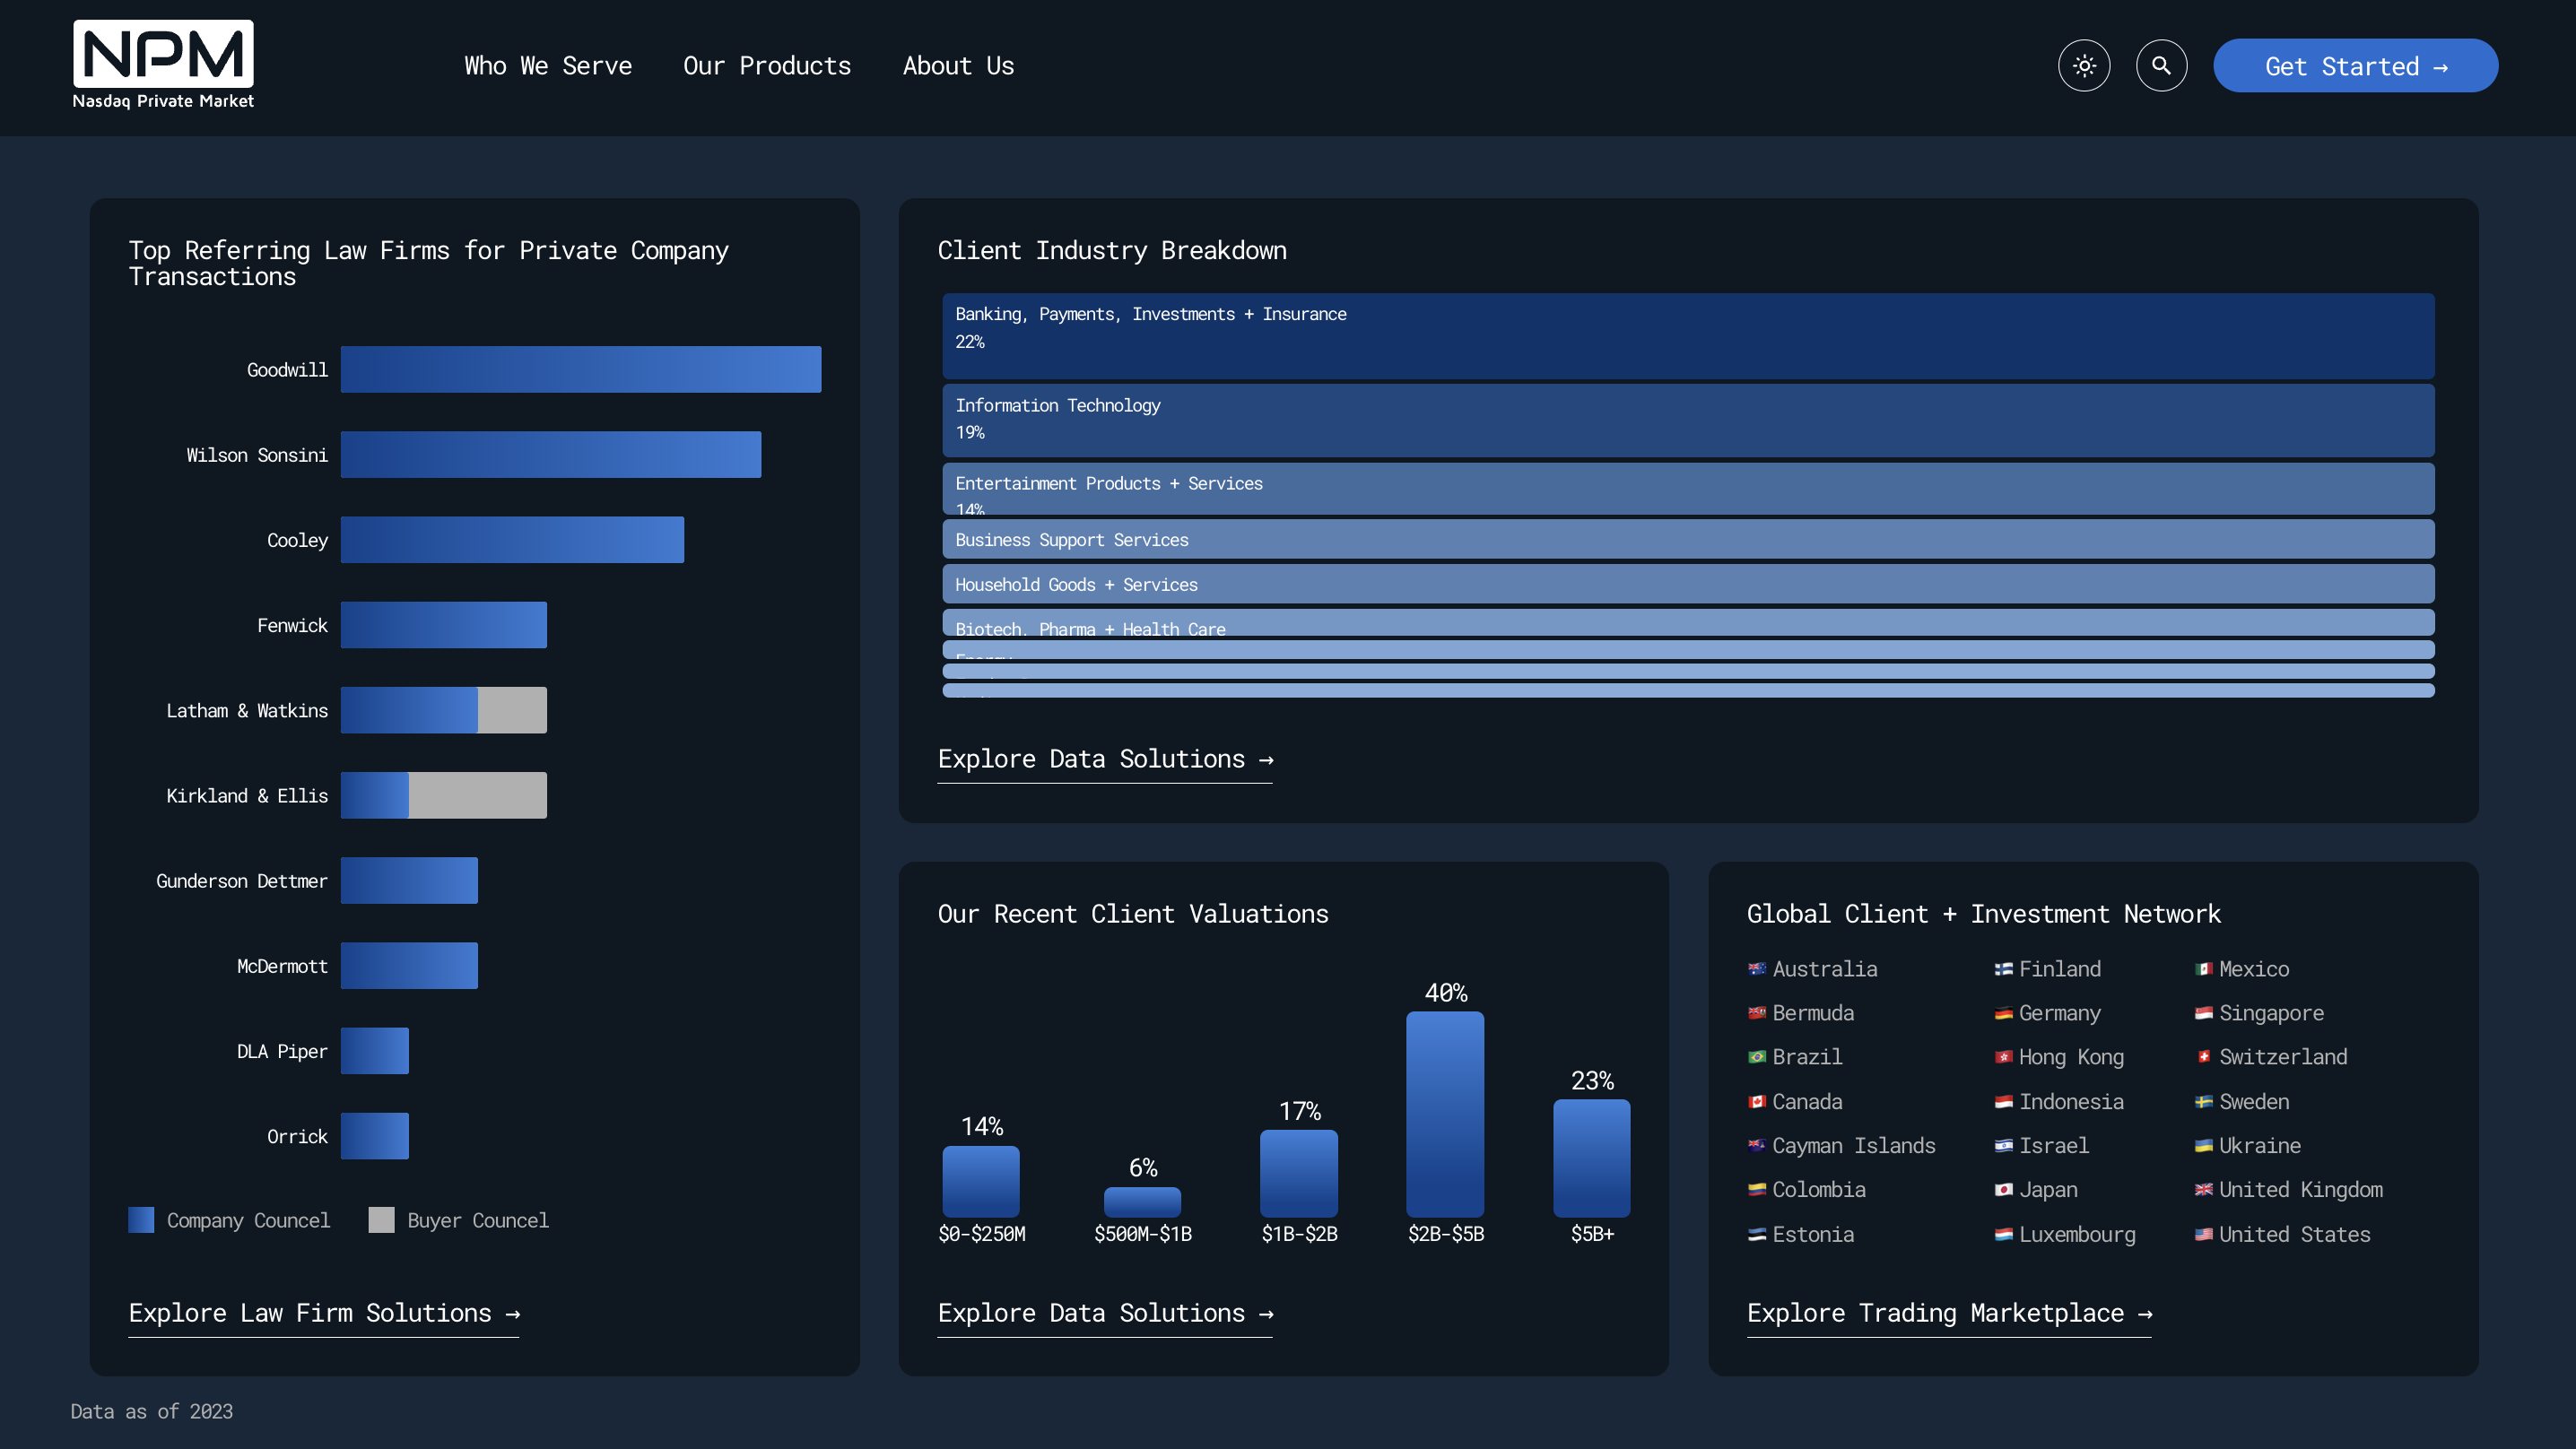 NPM
Nasdaq Private Market
Who We Serve
Our Products
About Us
Get Started →
Top Referring Law Firms for Private Company
Transactions
Goodwill
Wilson Sonsini
Cooley
Fenwick
Latham & Watkins
Kirkland & Ellis
Gunderson Dettmer
McDermott
DLA Piper
Orrick
Company Councel
Buyer Councel
Explore Law Firm Solutions →
Client Industry Breakdown
Banking, Payments, Investments + Insurance
22%
Information Technology
19%
Entertainment Products + Services
14%
Business Support Services
Household Goods + Services
Biotech, Pharma + Health Care
Explore Data Solutions →
Our Recent Client Valuations
14%
6%
17%
40%
23%
$0-$250M
$500M-$1B
$1B-$2B
$2B-$5B
$5B+
Explore Data Solutions →
Global Client + Investment Network
Australia
Bermuda
Brazil
Canada
Cayman Islands
Colombia
Estonia
Finland
Germany
Hong Kong
Indonesia
Israel
Japan
Luxembourg
Mexico
Singapore
Switzerland
Sweden
Ukraine
United Kingdom
United States
Explore Trading Marketplace →
Data as of 2023